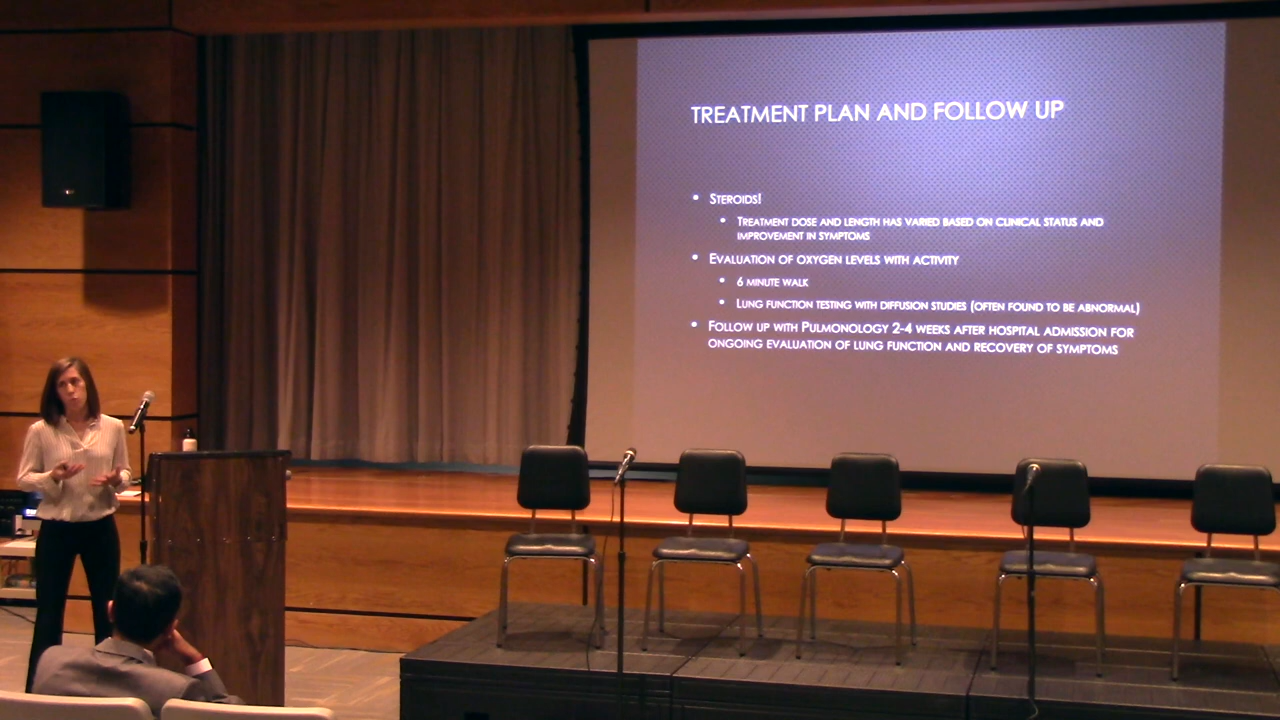 TREATMENT PLAN AND FOLLOW UP
• STEROIDS!
• TREATMENT DOSE AND LENGTH HAS VARIED BASED ON CLINICAL STATUS AND
IMPROVEMENT IN SYMPTOMS
• EVALUATION OF OXYGEN LEVELS WITH ACTIVITY
• 6 MINUTE WALK
• LUNG FUNCTION TESTING WITH DIFFUSION STUDIES (OFTEN FOUND TO BE ABNORMAL)
• FOLLOW UP WITH PULMONOLOGY 2-4 WEEKS AFTER HOSPITAL ADMISSION FOR
ONGOING EVALUATION OF LUNG FUNCTION AND RECOVERY OF SYMPTOMS